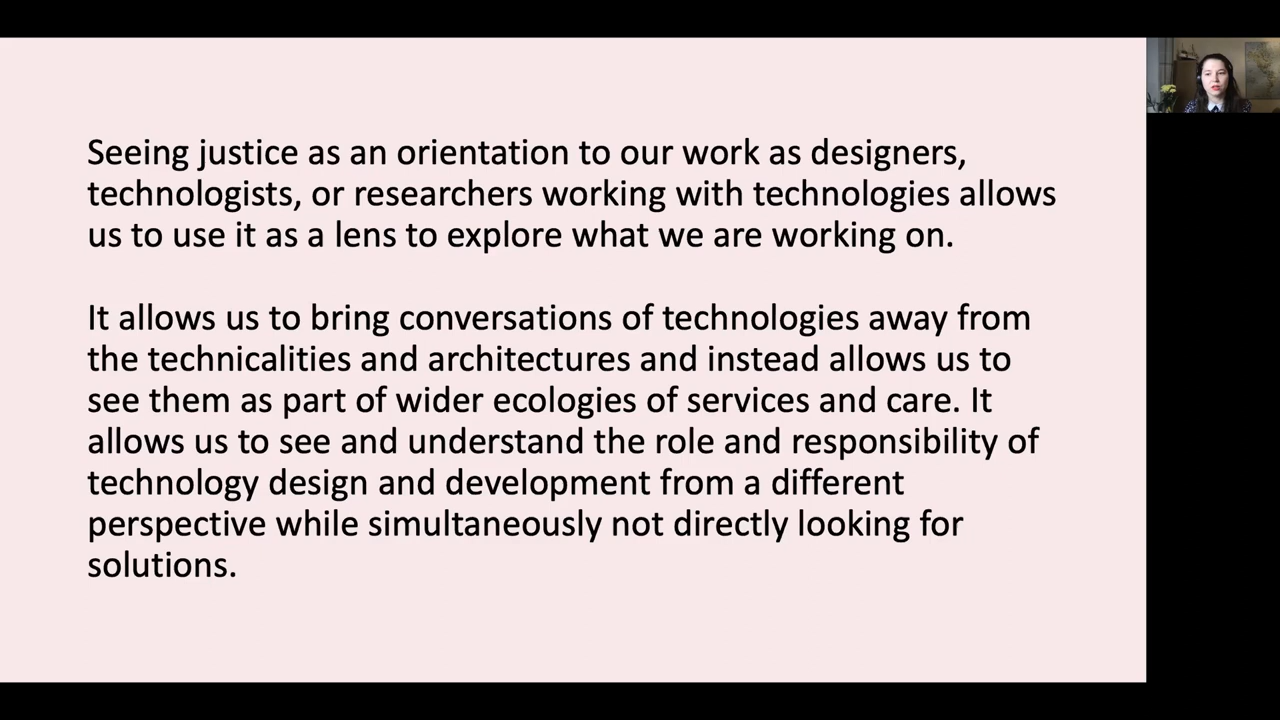 Seeing justice as an orientation to our work as designers,
technologists, or researchers working with technologies allows
us to use it as a lens to explore what we are working on.
It allows us to bring conversations of technologies away from
the technicalities and architectures and instead allows us to
see them as part of wider ecologies of services and care. It
allows us to see and understand the role and responsibility of
technology design and development from a different
perspective while simultaneously not directly looking for
solutions.